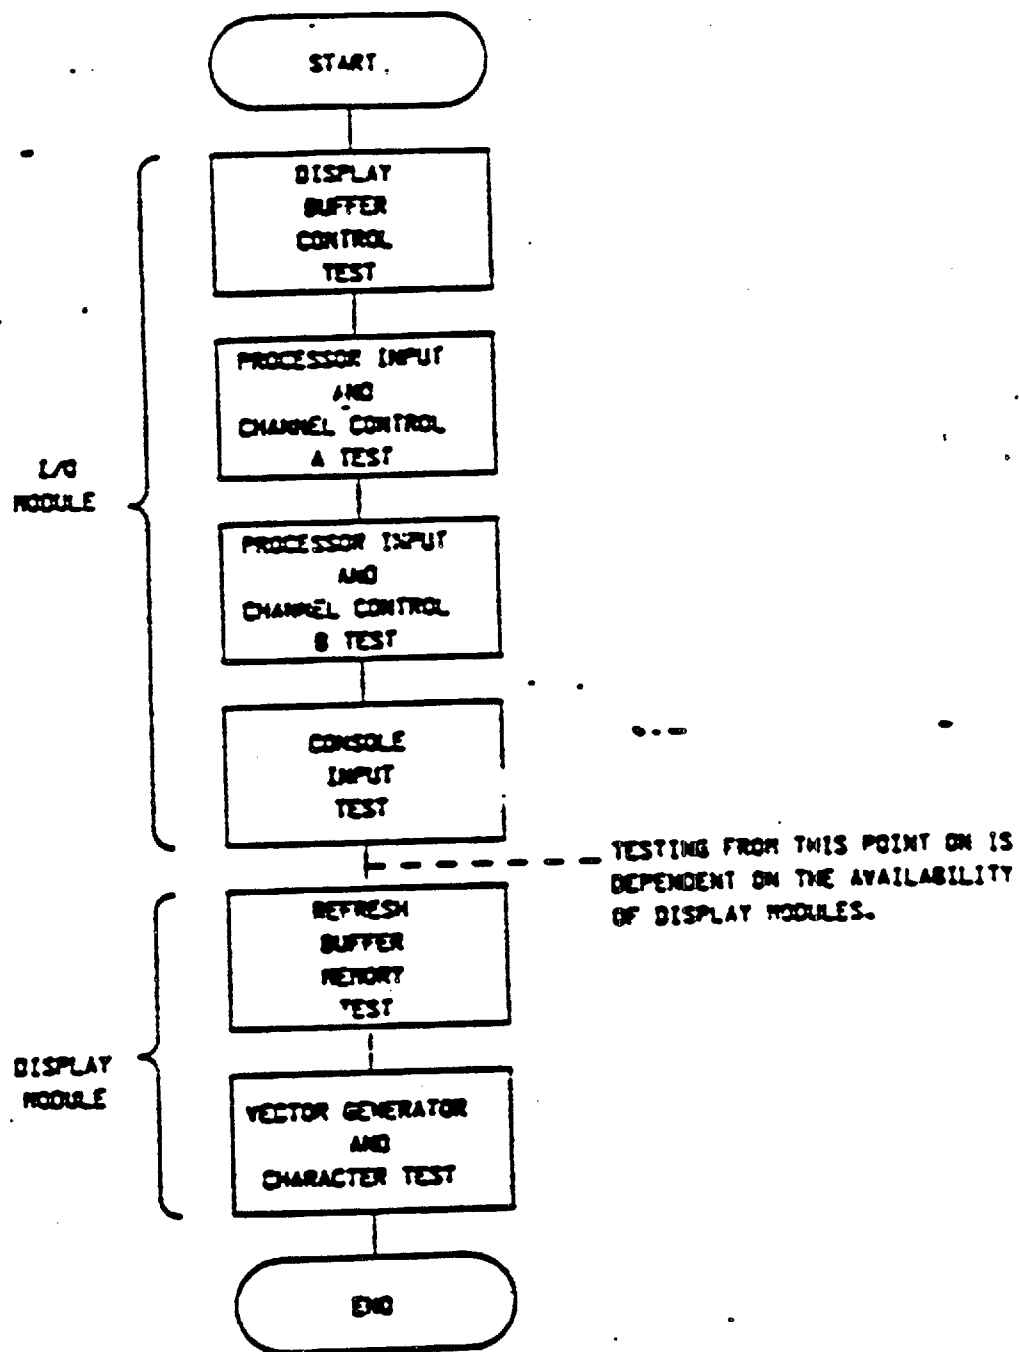 START
DISPLAY
BUFFER
CONTROL
TEST
PROCESSOR INPUT
AND
CHANNEL CONTROL
A TEST
I/O
MODULE
PROCESSOR INPUT
AND
CHANNEL CONTROL
B TEST
CONSOLE
INPUT
TEST
TESTING FROM THIS POINT ON IS
DEPENDENT ON THE AVAILABILITY
OF DISPLAY MODULES.
REFRESH
BUFFER
MEMORY
TEST
DISPLAY
MODULE
VECTOR GENERATOR
AND
CHARACTER TEST
END